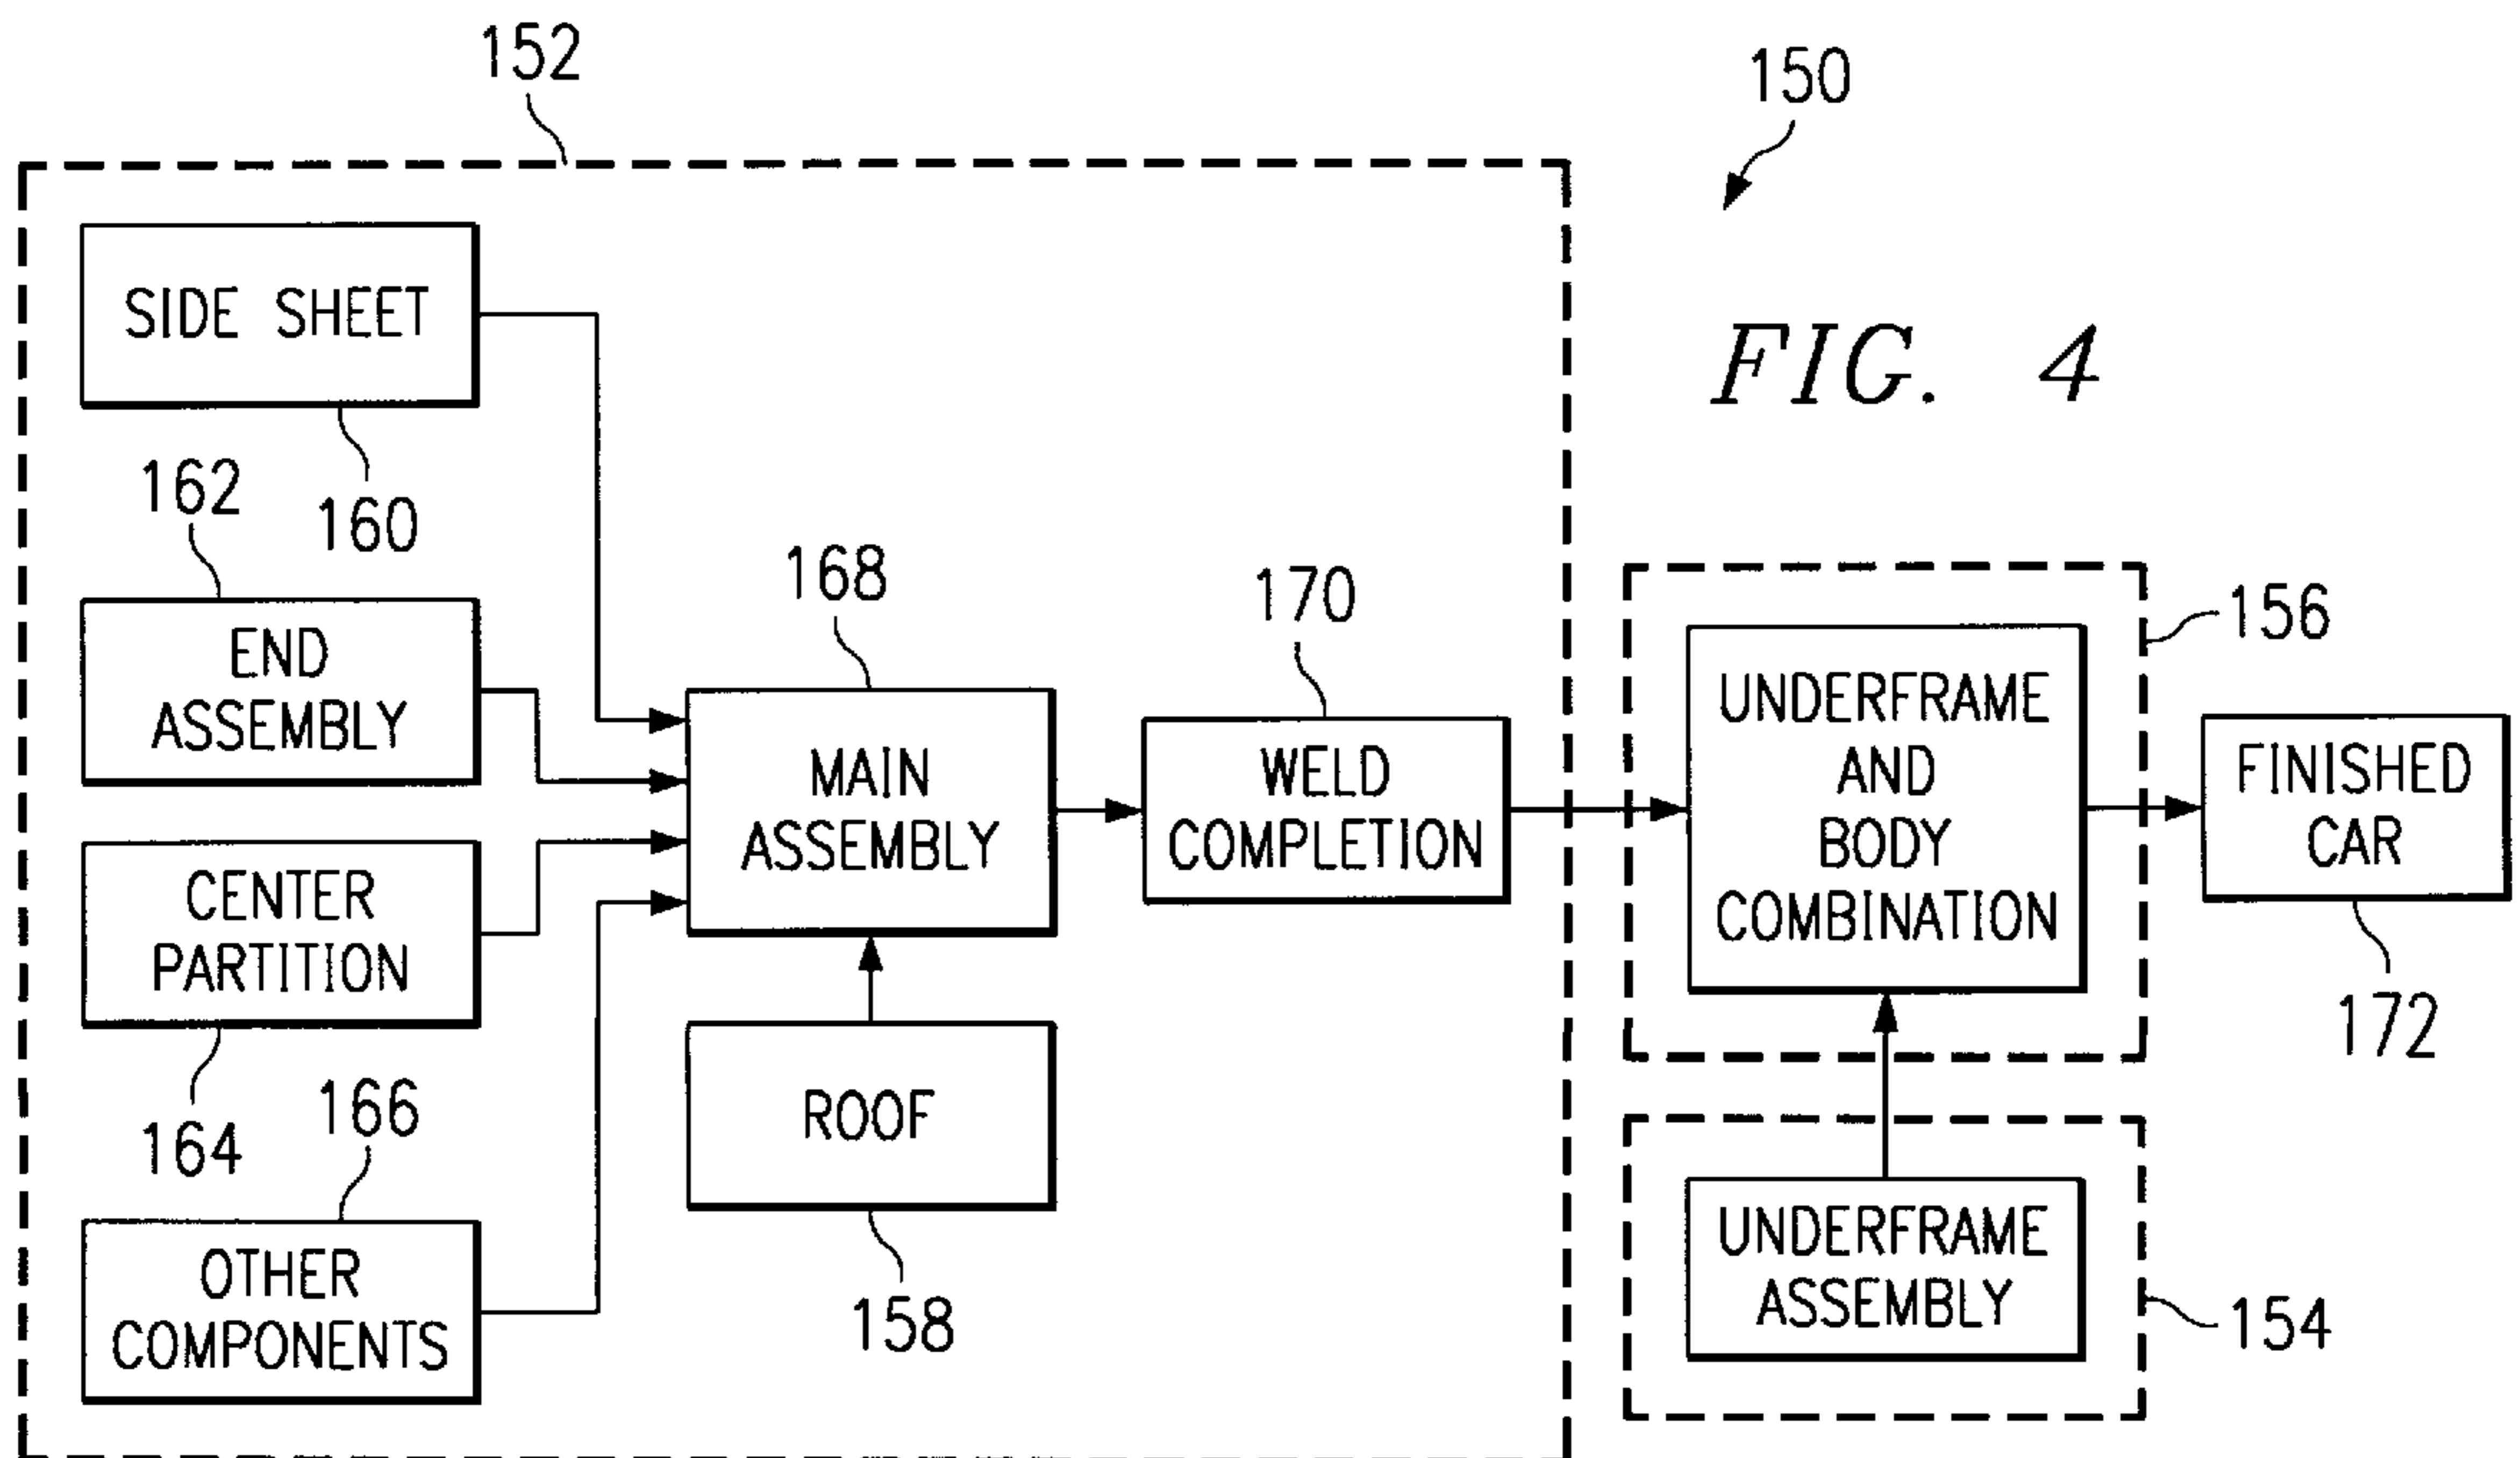 152
150
SIDE SHEET
FIG. 4
160
162
END
ASSEMBLY
168
170
156
MAIN
ASSEMBLY
WELD
COMPLETION
UNDERFRAME
AND
BODY
COMBINATION
FINISHED
CAR
172
CENTER
PARTITION
164
166
ROOF
158
OTHER
COMPONENTS
UNDERFRAME
ASSEMBLY
154